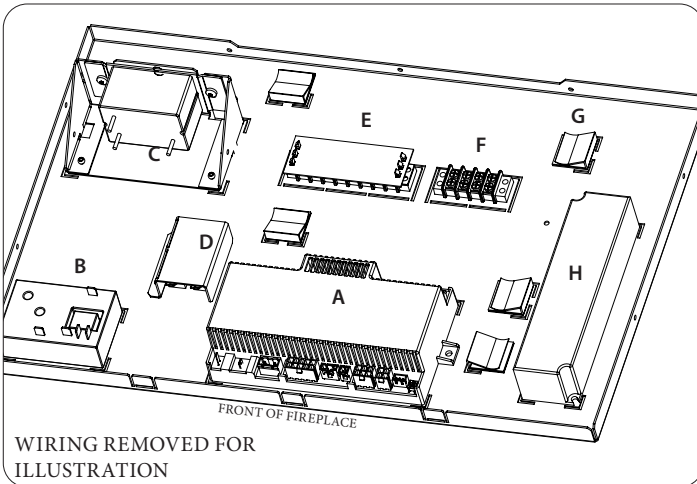 E
F
G
C
D
B
H
A
FRONT OF FIREPLACE
WIRING REMOVED FOR
ILLUSTRATION